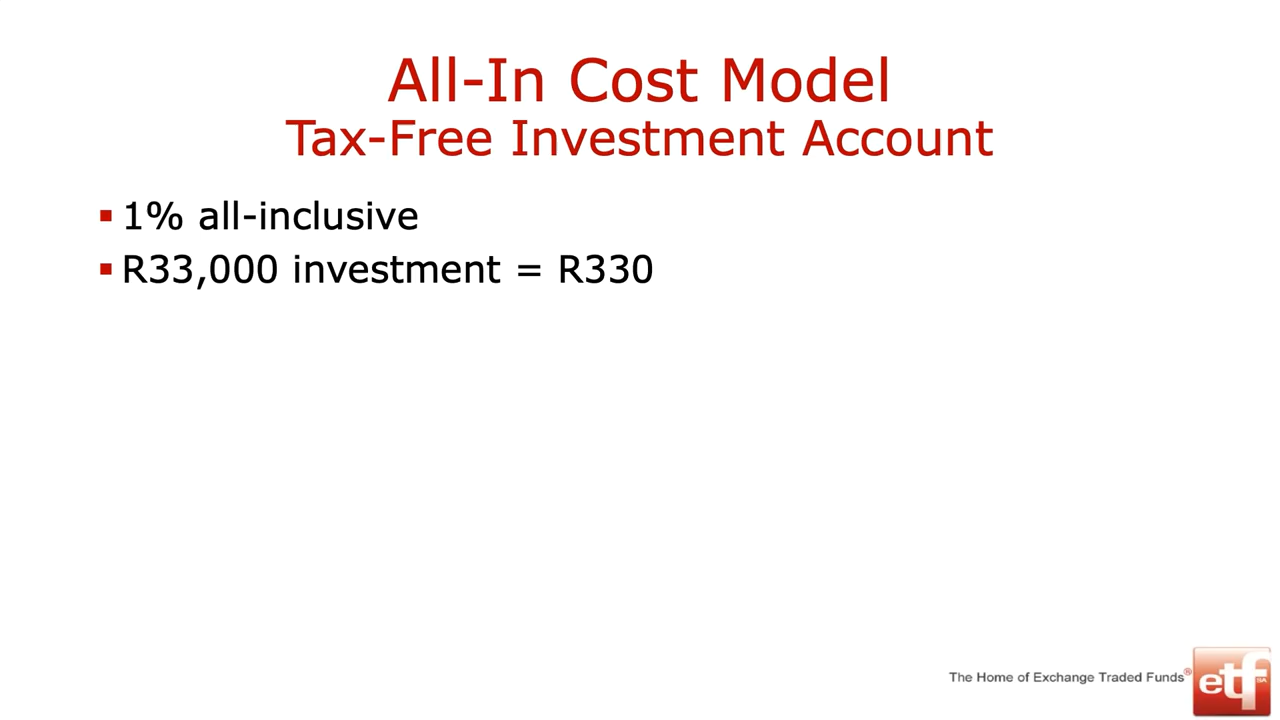 All-In Cost Model
Tax-Free Investment Account
▪ 1% all-inclusive
▪ R33,000 investment = R330
The Home of Exchange Traded Funds®
etf
SA